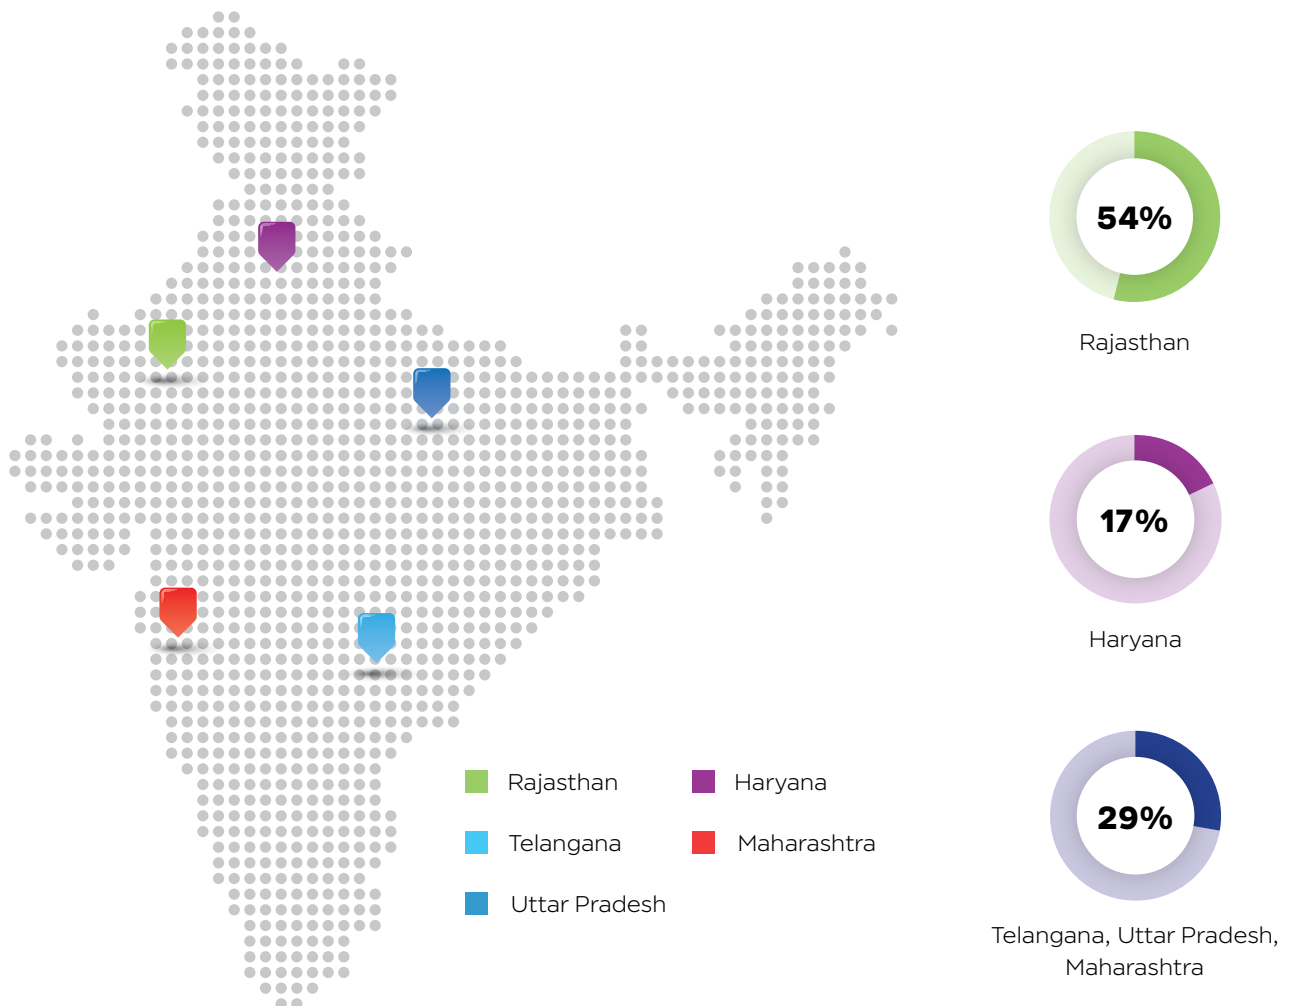 54%
Rajasthan
17%
Haryana
29%
Telangana, Uttar Pradesh,
Maharashtra
Rajasthan
Haryana
Telangana
Maharashtra
Uttar Pradesh